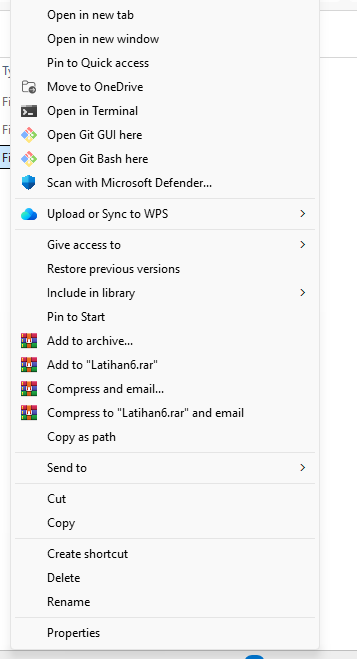 Open in new tab
Open in new window
Pin to Quick access
Move to OneDrive
Open in Terminal
Open Git GUI here
Open Git Bash here
Scan with Microsoft Defender...
Upload or Sync to WPS
Give access to
Restore previous versions
Include in library
Pin to Start
Add to archive...
Add to "Latihan6.rar"
Compress and email...
Compress to "Latihan6.rar" and email
Copy as path
Send to
Cut
Copy
Create shortcut
Delete
Rename
Properties